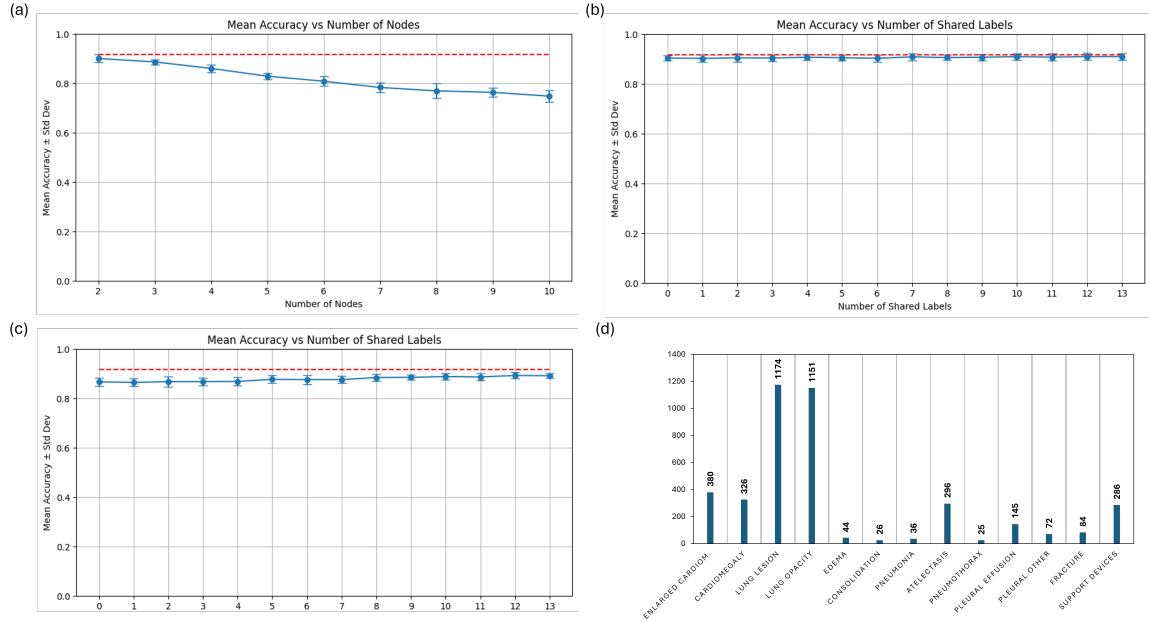 (a)
Mean Accuracy vs Number of Nodes
1.0
0.8
0.6
0.4
0.2
0.0
Mean Accuracy ± Std Dev
2 3 4 5 6 7 8 9 10
Number of Nodes
(b)
Mean Accuracy vs Number of Shared Labels
1.0
0.8
0.6
0.4
0.2
0.0
Mean Accuracy ± Std Dev
0 1 2 3 4 5 6 7 8 9 10 11 12 13
Number of Shared Labels
(c)
Mean Accuracy vs Number of Shared Labels
1.0
0.8
0.6
0.4
0.2
0.0
Mean Accuracy ± Std Dev
0 1 2 3 4 5 6 7 8 9 10 11 12 13
(d)
1400
1200
1000
800
600
400
200
0
380
326
1174
1151
44
26
36
296
25
145
72
84
286
ENLARGED CARDIOM.
CARDIOMEGALY
LUNG LESION
LUNG OPACITY
EDEMA
CONSOLIDATION
PNEUMONIA
ATELECTASIS
PNEUMOTHORAX
PLEURAL EFFUSION
PLEURAL OTHER
FRACTURE
SUPPORT DEVICES